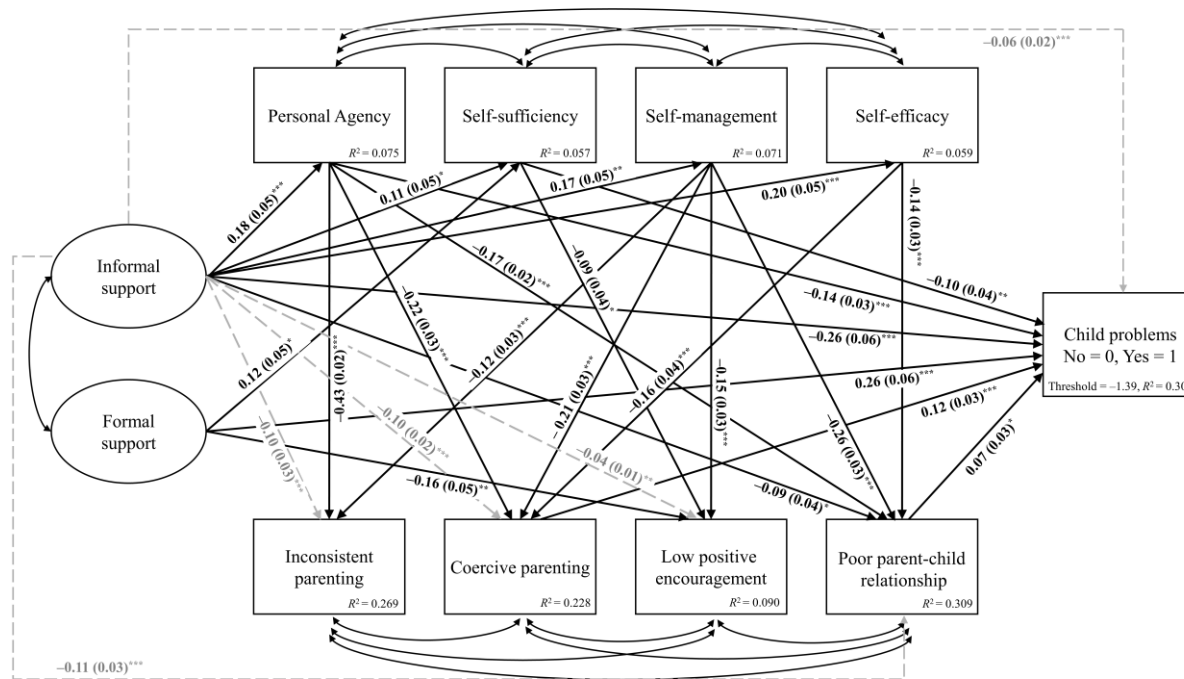 –0.06 (0.02)***
Personal Agency
R² = 0.075
Self-sufficiency
R² = 0.057
Self-management
R² = 0.071
Self-efficacy
R² = 0.059
0.18 (0.05)***
0.11 (0.05)*
0.17 (0.05)**
0.20 (0.05)***
–0.14 (0.03)***
Informal
support
–0.17 (0.02)***
–0.09 (0.04)*
–0.14 (0.03)***
–0.10 (0.04)**
Child problems
No = 0, Yes = 1
Threshold = –1.39, R² = 0.30
–0.22 (0.03)***
–0.26 (0.06)***
0.12 (0.05)*
–0.43 (0.02)***
–0.12 (0.03)***
–0.21 (0.03)***
–0.15 (0.03)***
–0.16 (0.04)***
0.26 (0.06)***
0.12 (0.03)***
Formal
support
–0.10 (0.03)***
–0.10 (0.02)***
–0.04 (0.01)**
–0.26 (0.03)***
0.07 (0.03)*
–0.16 (0.05)**
–0.09 (0.04)*
Inconsistent
parenting
R² = 0.269
Coercive parenting
R² = 0.228
Low positive
encouragement
R² = 0.090
Poor parent-child
relationship
R² = 0.309
–0.11 (0.03)***